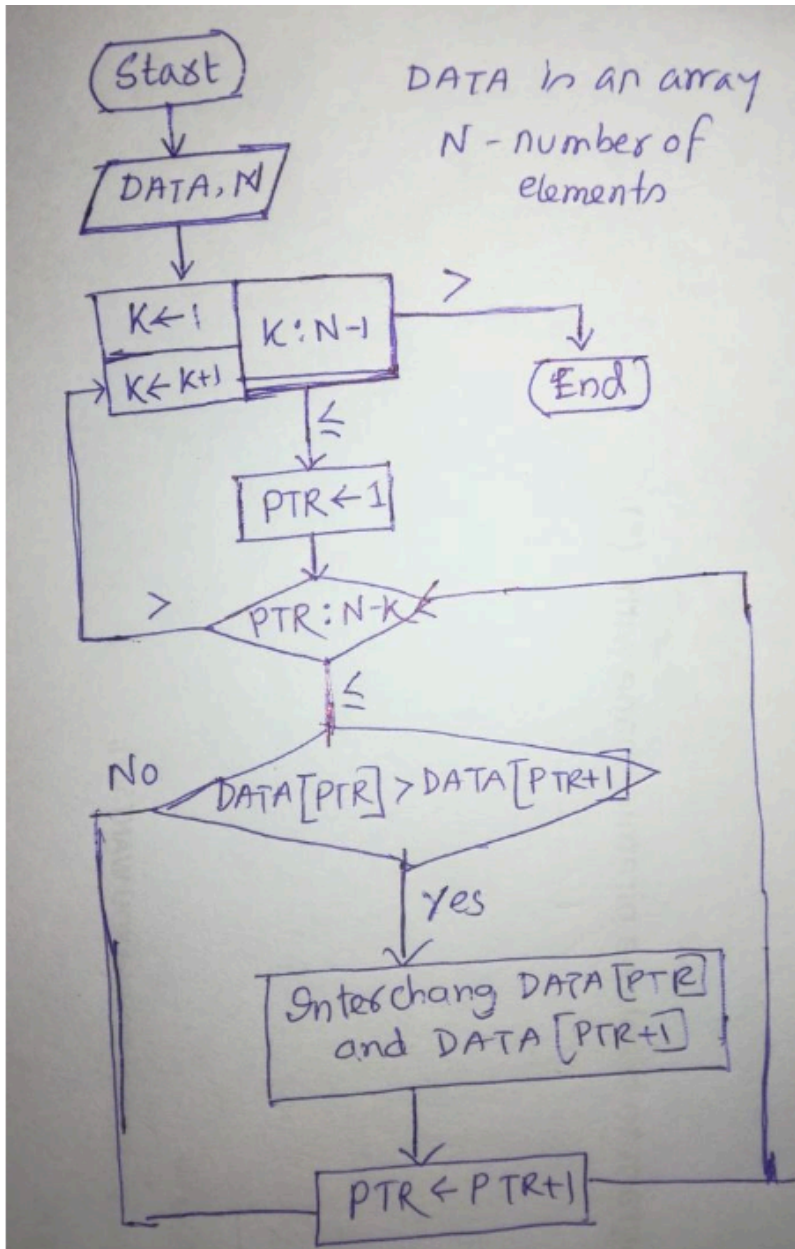 Start
DATA in an array
N - number of
elements
DATA, N
K ← 1
K ← K+1
K : N-1
>
End
≤
PTR ← 1
>
PTR : N-K
≤
No
DATA[PTR] > DATA[PTR+1]
Yes
Interchang DATA[PTR]
and DATA[PTR+1]
PTR ← PTR+1